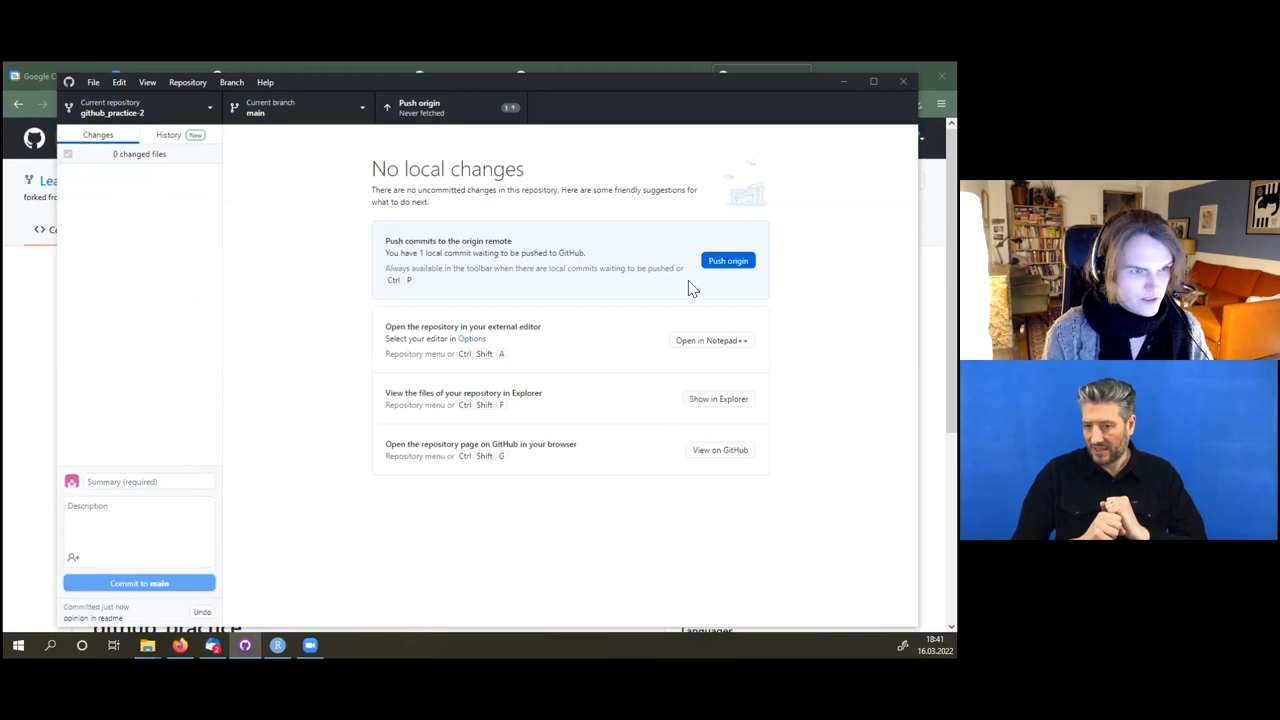 Google C
File Edit View Repository Branch Help
Current repository
github_practice-2
Current branch
main
Push origin
Never fetched
1
Changes
History New
0 changed files
Lea
forked fro
Co
No local changes
There are no uncommitted changes in this repository. Here are some friendly suggestions for
what to do next.
Push commits to the origin remote
You have 1 local commit waiting to be pushed to GitHub.
Always available in the toolbar when there are local commits waiting to be pushed or
Ctrl P
Push origin
Open the repository in your external editor
Select your editor in Options
Repository menu or Ctrl Shift A
Open in Notepad++
View the files of your repository in Explorer
Repository menu or Ctrl Shift F
Show in Explorer
Open the repository page on GitHub in your browser
Repository menu or Ctrl Shift G
View on GitHub
Summary (required)
Description
Commit to main
Committed just now
opinion in readme
Undo
github_practice
Languages
2
R
18:41
16.03.2022